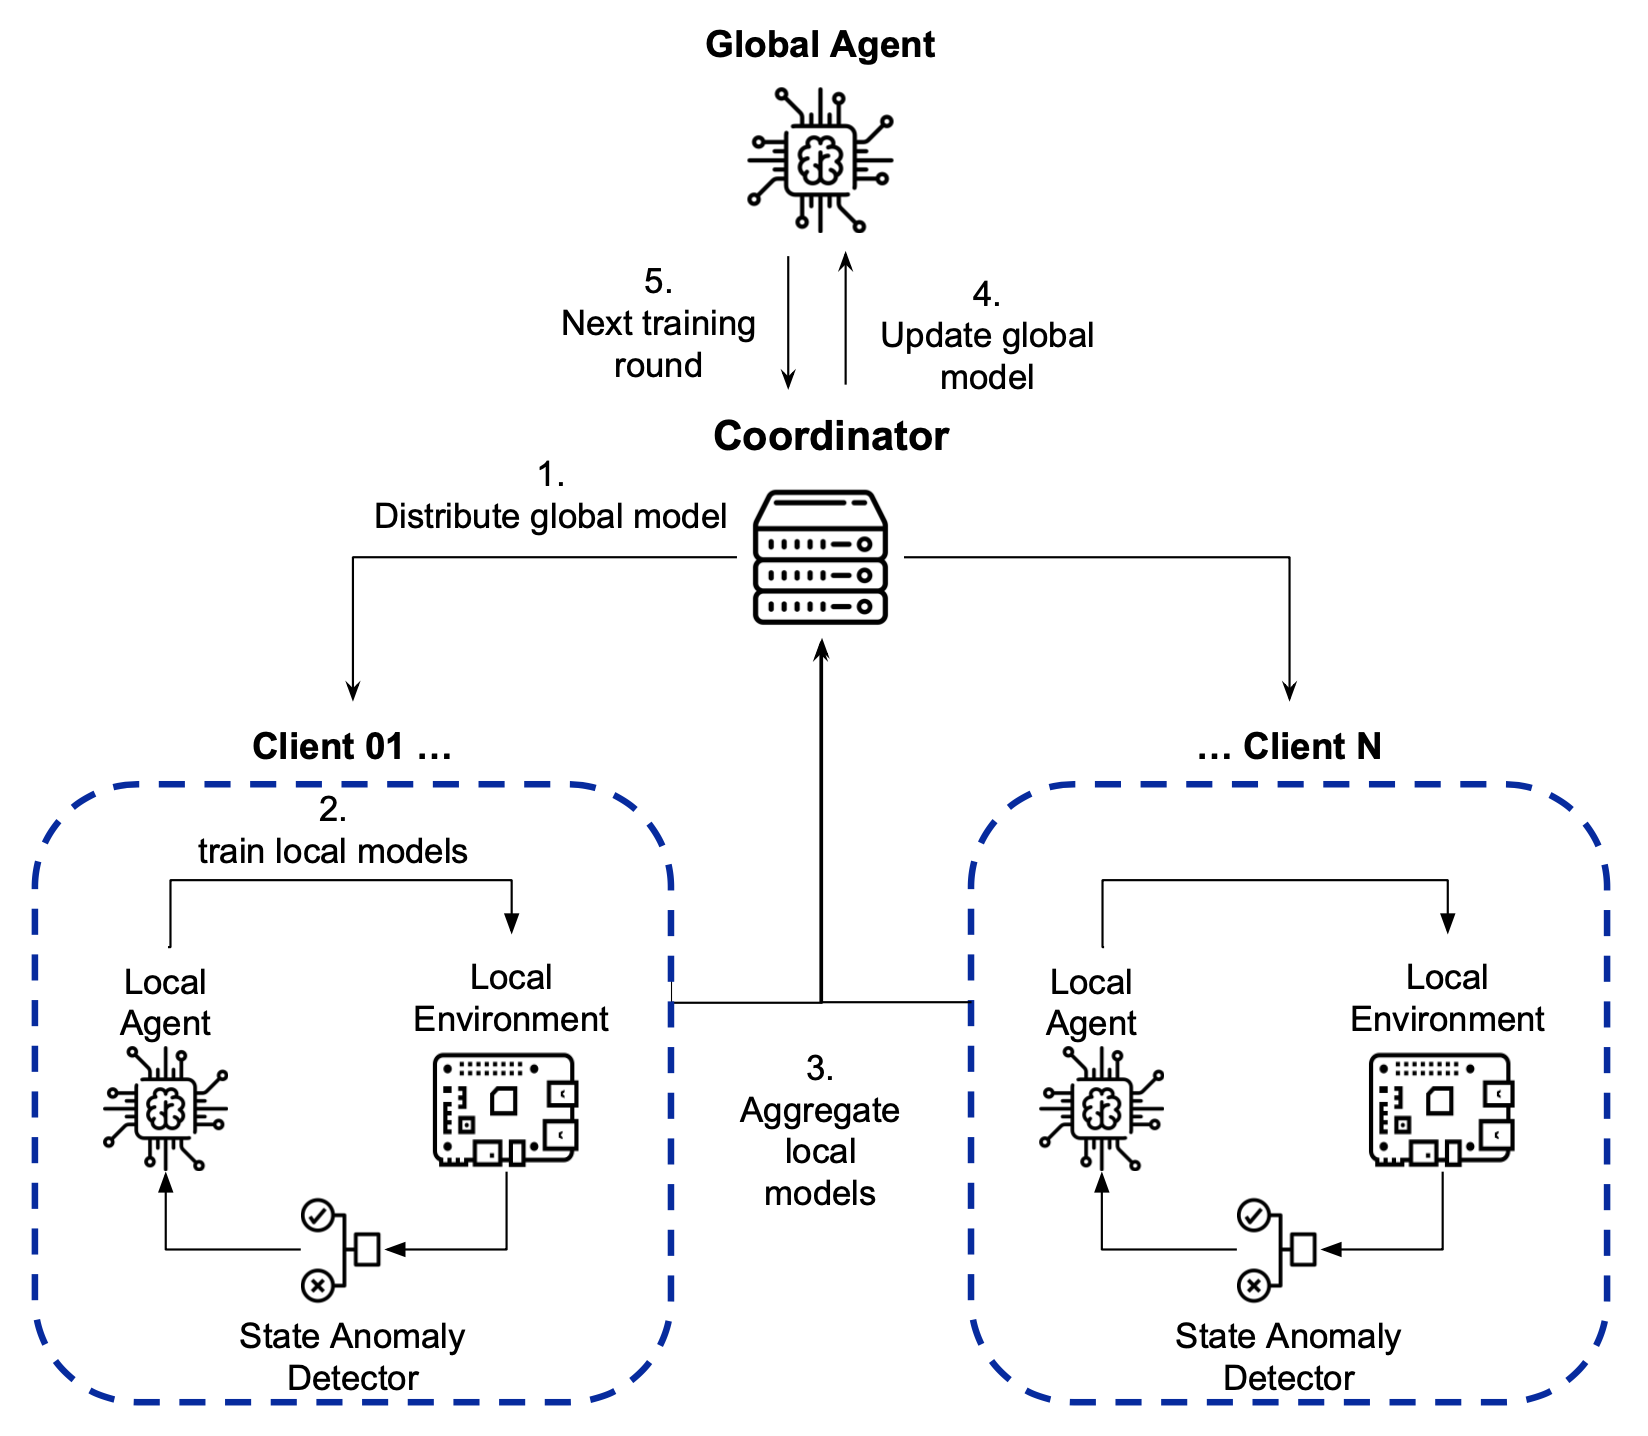 Global Agent
5.
Next training
round
4.
Update global
model
Coordinator
1.
Distribute global model
Client 01 ...
... Client N
2.
train local models
Local
Agent
Local
Environment
Local
Agent
Local
Environment
3.
Aggregate
local
models
State Anomaly
Detector
State Anomaly
Detector